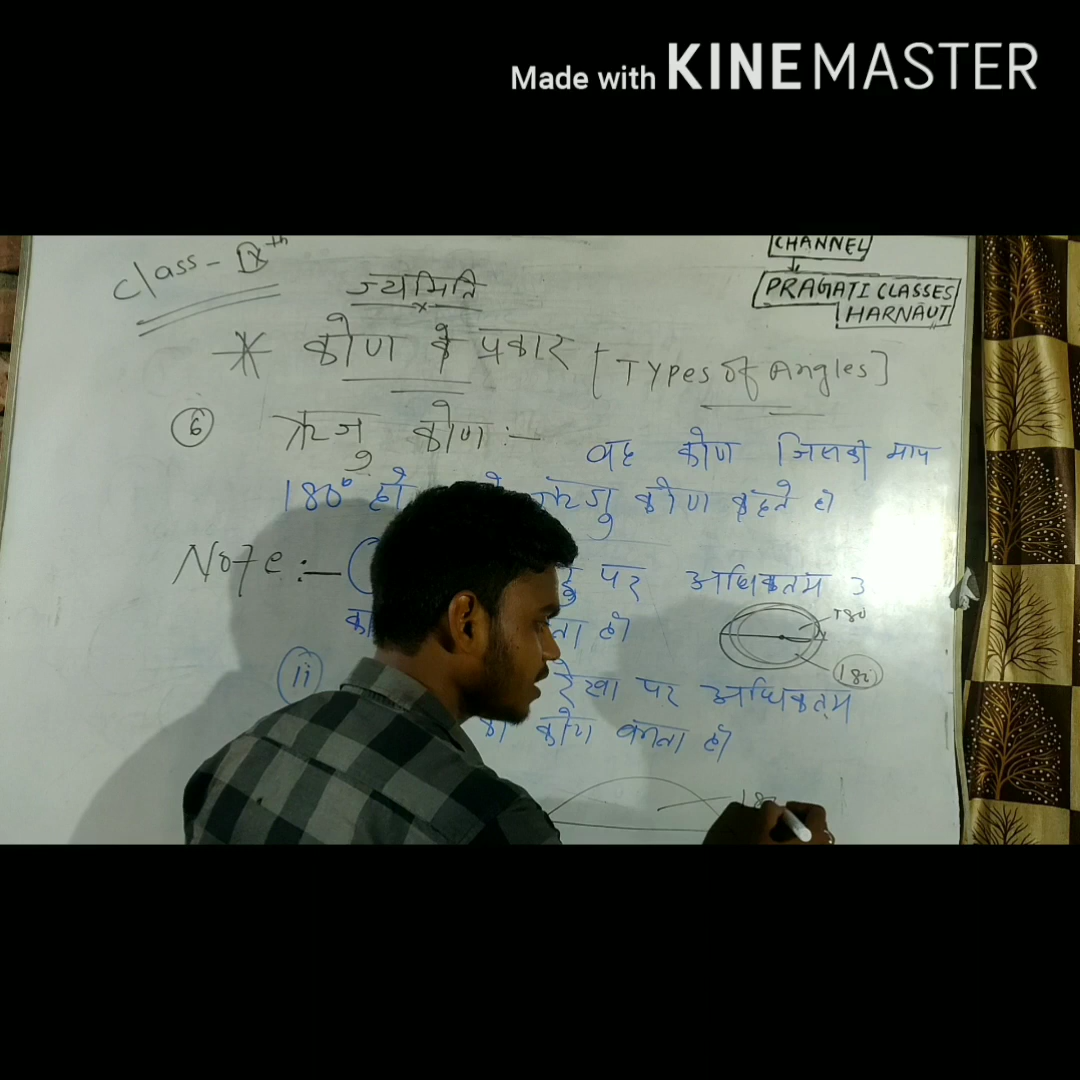 Made with KINEMASTER
Class - IXth
CHANNEL
PRAGATI CLASSES
HARNAUT
ज्यमिति
* कोण के प्रकार [Types of Angles]
6 ऋजु कोण :- वह कोण जिसकी माप
180° हो ऋजु कोण कहते हैं
Note :- पर अधिकतम
ता है
180
180
ii रेखा पर अधिकतम
का कोण बनता है